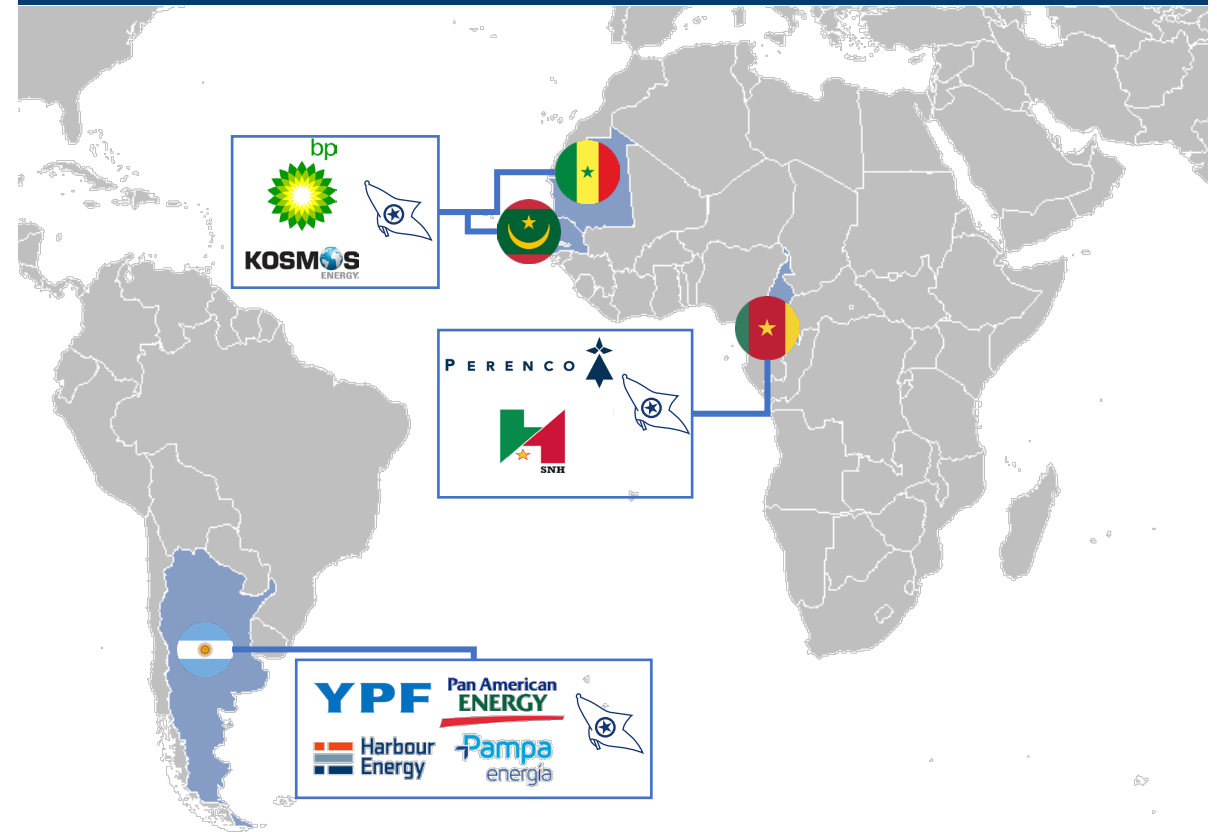 bp
KOSMOS
ENERGY
PERENCO
SNH
YPF
Pan American
ENERGY
Harbour
Energy
Pampa
energía